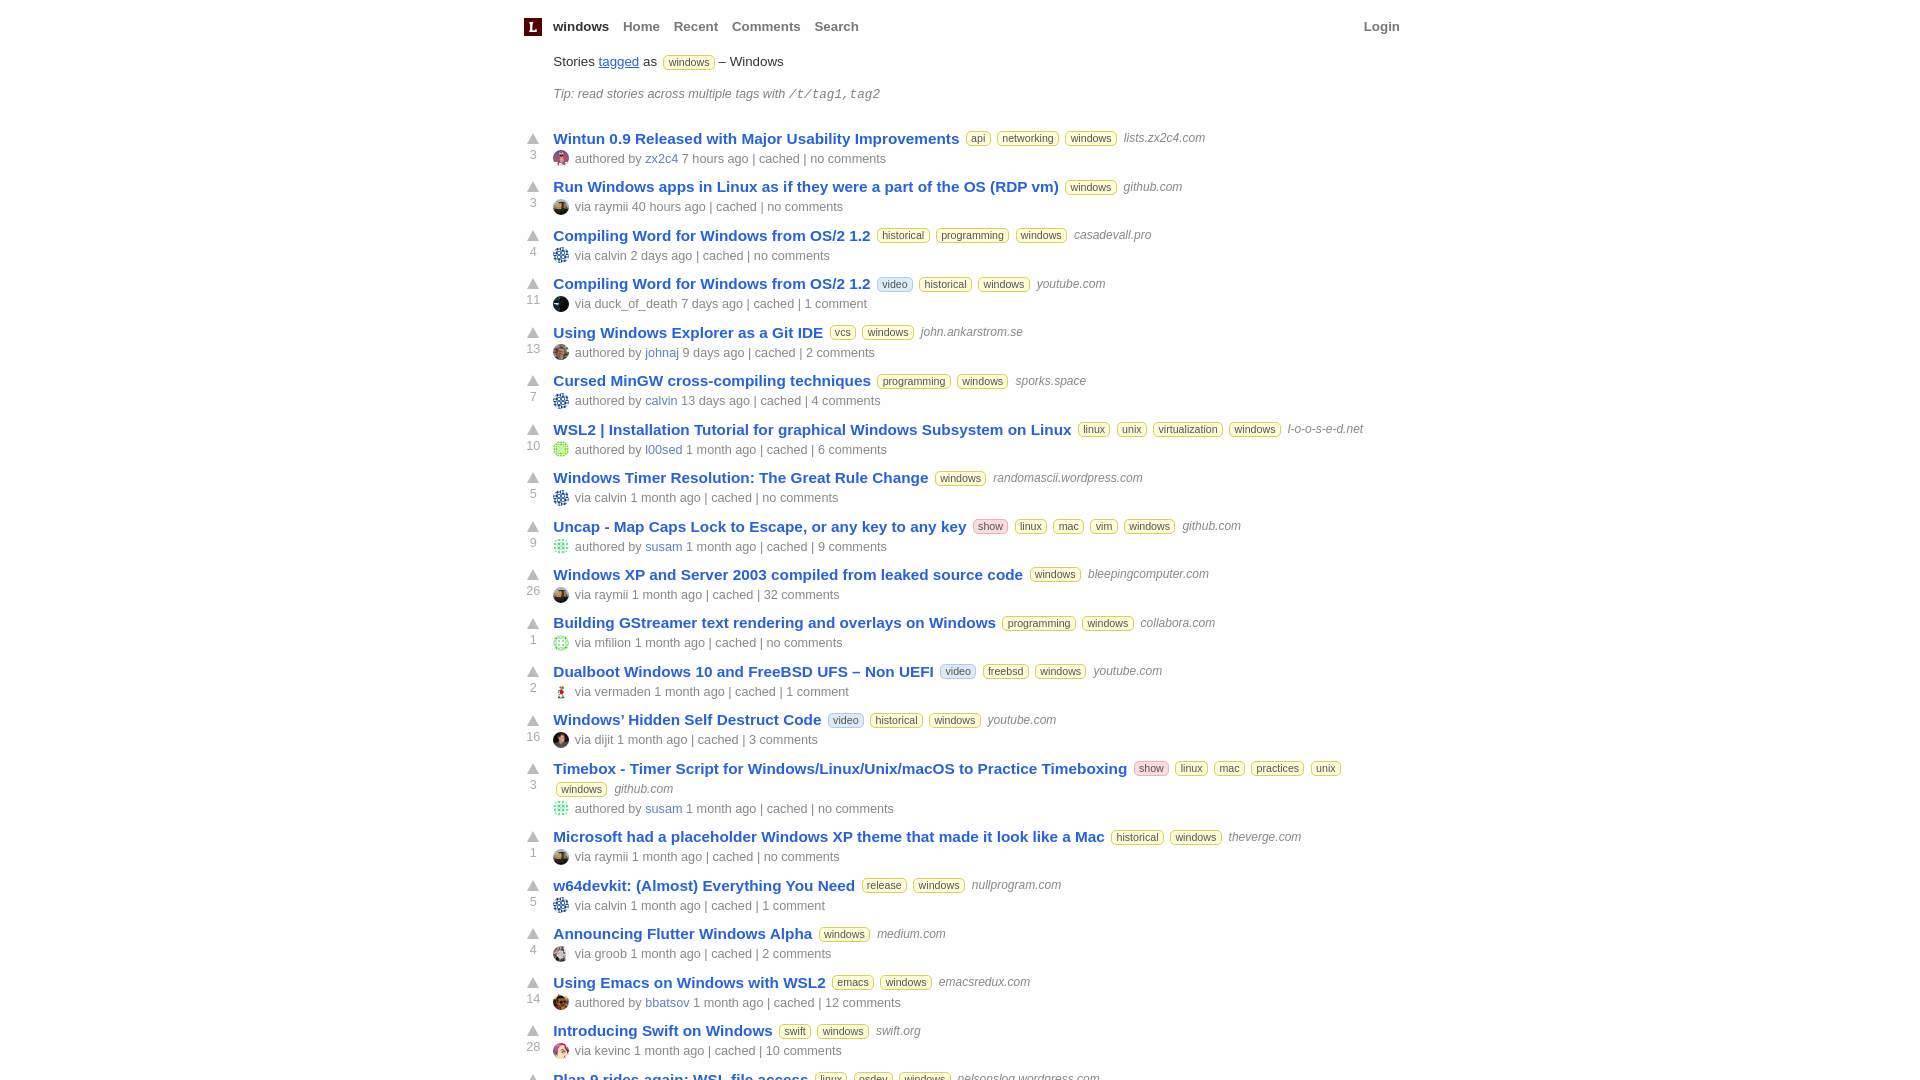 L windows Home Recent Comments Search Login
Stories tagged as windows – Windows
Tip: read stories across multiple tags with /t/tag1,tag2
Wintun 0.9 Released with Major Usability Improvements api networking windows lists.zx2c4.com
3 authored by zx2c4 7 hours ago | cached | no comments
Run Windows apps in Linux as if they were a part of the OS (RDP vm) windows github.com
3 via raymii 40 hours ago | cached | no comments
Compiling Word for Windows from OS/2 1.2 historical programming windows casadevall.pro
4 via calvin 2 days ago | cached | no comments
Compiling Word for Windows from OS/2 1.2 video historical windows youtube.com
11 via duck_of_death 7 days ago | cached | 1 comment
Using Windows Explorer as a Git IDE vcs windows john.ankarstrom.se
13 authored by johnaj 9 days ago | cached | 2 comments
Cursed MinGW cross-compiling techniques programming windows sporks.space
7 authored by calvin 13 days ago | cached | 4 comments
WSL2 | Installation Tutorial for graphical Windows Subsystem on Linux linux unix virtualization windows l-o-o-s-e-d.net
10 authored by l00sed 1 month ago | cached | 6 comments
Windows Timer Resolution: The Great Rule Change windows randomascii.wordpress.com
5 via calvin 1 month ago | cached | no comments
Uncap - Map Caps Lock to Escape, or any key to any key show linux mac vim windows github.com
9 authored by susam 1 month ago | cached | 9 comments
Windows XP and Server 2003 compiled from leaked source code windows bleepingcomputer.com
26 via raymii 1 month ago | cached | 32 comments
Building GStreamer text rendering and overlays on Windows programming windows collabora.com
1 via mfilion 1 month ago | cached | no comments
Dualboot Windows 10 and FreeBSD UFS – Non UEFI video freebsd windows youtube.com
2 via vermaden 1 month ago | cached | 1 comment
Windows’ Hidden Self Destruct Code video historical windows youtube.com
16 via dijit 1 month ago | cached | 3 comments
Timebox - Timer Script for Windows/Linux/Unix/macOS to Practice Timeboxing show linux mac practices unix
3 windows github.com
authored by susam 1 month ago | cached | no comments
Microsoft had a placeholder Windows XP theme that made it look like a Mac historical windows theverge.com
1 via raymii 1 month ago | cached | no comments
w64devkit: (Almost) Everything You Need release windows nullprogram.com
5 via calvin 1 month ago | cached | 1 comment
Announcing Flutter Windows Alpha windows medium.com
4 via groob 1 month ago | cached | 2 comments
Using Emacs on Windows with WSL2 emacs windows emacsredux.com
14 authored by bbatsov 1 month ago | cached | 12 comments
Introducing Swift on Windows swift windows swift.org
28 via kevinc 1 month ago | cached | 10 comments
Plan 9 rides again: WSL file access linux osdev windows nelsonslog.wordpress.com